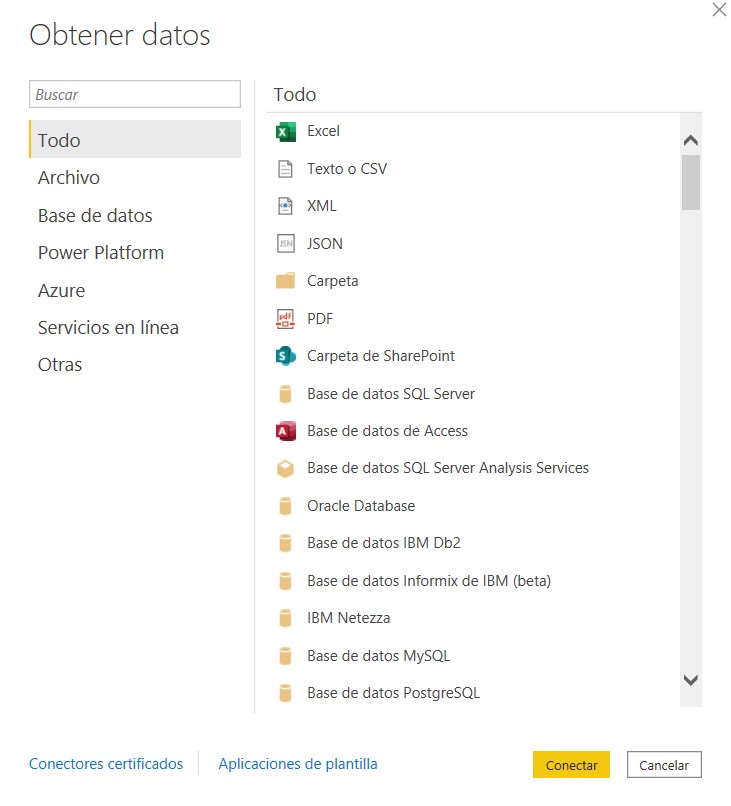 Obtener datos
Buscar
Todo
Archivo
Base de datos
Power Platform
Azure
Servicios en línea
Otras
Todo
Excel
Texto o CSV
XML
JSON
Carpeta
PDF
Carpeta de SharePoint
Base de datos SQL Server
Base de datos de Access
Base de datos SQL Server Analysis Services
Oracle Database
Base de datos IBM Db2
Base de datos Informix de IBM (beta)
IBM Netezza
Base de datos MySQL
Base de datos PostgreSQL
Conectores certificados
Aplicaciones de plantilla
Conectar
Cancelar